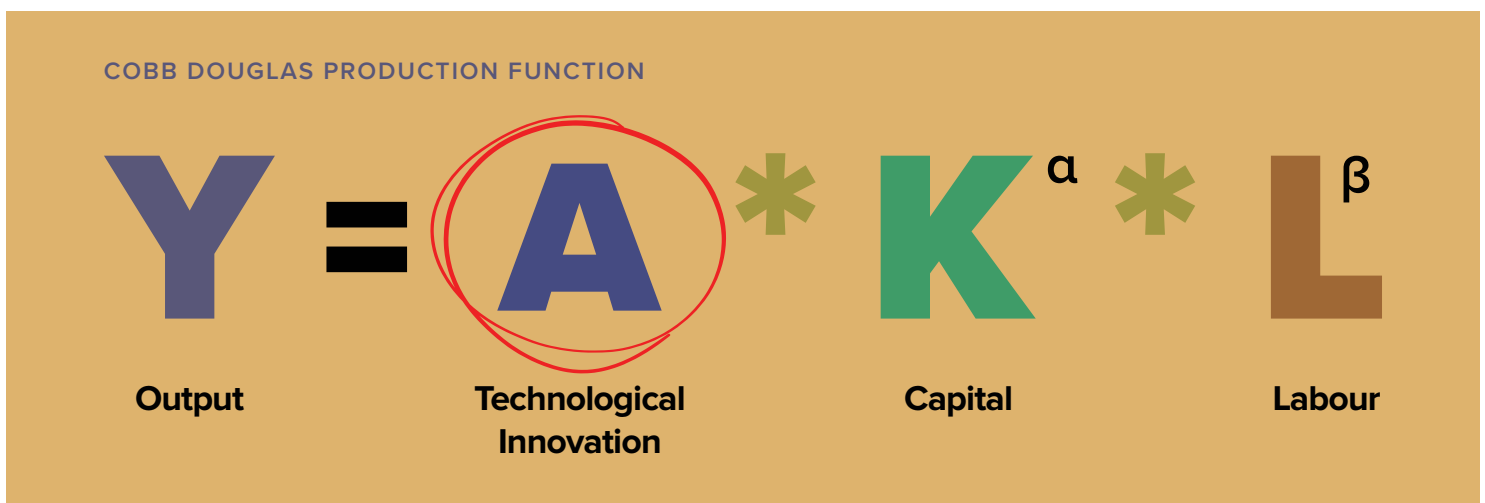 COBB DOUGLAS PRODUCTION FUNCTION
Y = A * K^α * L^β
Output Technological Innovation Capital Labour